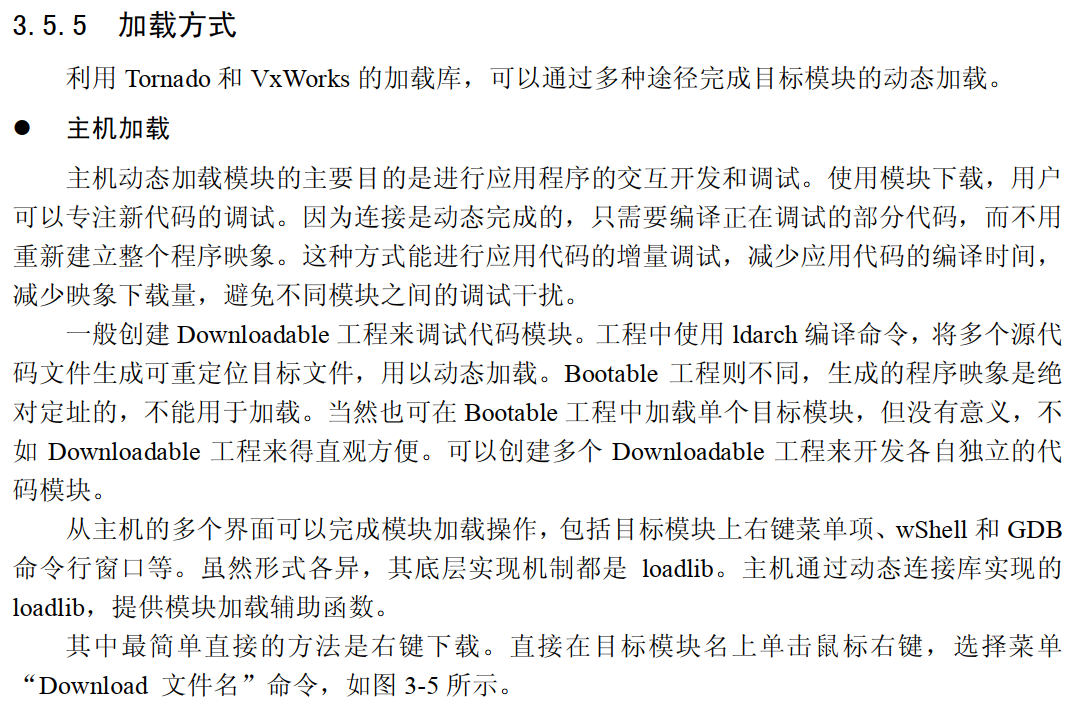 3.5.5 加载方式
利用 Tornado 和 VxWorks 的加载库，可以通过多种途径完成目标模块的动态加载。
● 主机加载
主机动态加载模块的主要目的是进行应用程序的交互开发和调试。使用模块下载，用户
可以专注新代码的调试。因为连接是动态完成的，只需要编译正在调试的部分代码，而不用
重新建立整个程序映象。这种方式能进行应用代码的增量调试，减少应用代码的编译时间，
减少映象下载量，避免不同模块之间的调试干扰。
一般创建 Downloadable 工程来调试代码模块。工程中使用 ldarch 编译命令，将多个源代
码文件生成可重定位目标文件，用以动态加载。Bootable 工程则不同，生成的程序映象是绝
对定址的，不能用于加载。当然也可在 Bootable 工程中加载单个目标模块，但没有意义，不
如 Downloadable 工程来得直观方便。可以创建多个 Downloadable 工程来开发各自独立的代
码模块。
从主机的多个界面可以完成模块加载操作，包括目标模块上右键菜单项、wShell 和 GDB
命令行窗口等。虽然形式各异，其底层实现机制都是 loadlib。主机通过动态连接库实现的
loadlib，提供模块加载辅助函数。
其中最简单直接的方法是右键下载。直接在目标模块名上单击鼠标右键，选择菜单
“Download 文件名”命令，如图 3-5 所示。